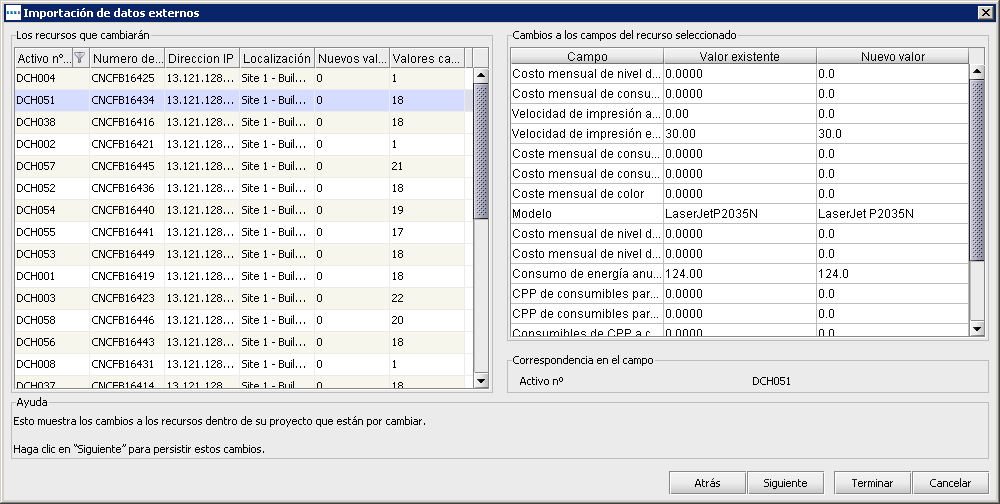 Importación de datos externos
Los recursos que cambiarán
Activo nº... Numero de... Direccion IP Localización Nuevos val... Valores ca...
DCH004 CNCFB16425 13.121.128... Site 1 - Buil... 0 1
DCH051 CNCFB16434 13.121.128... Site 1 - Buil... 0 18
DCH038 CNCFB16416 13.121.128... Site 1 - Buil... 0 18
DCH002 CNCFB16421 13.121.128... Site 1 - Buil... 0 1
DCH057 CNCFB16445 13.121.128... Site 1 - Buil... 0 21
DCH052 CNCFB16436 13.121.128... Site 1 - Buil... 0 18
DCH054 CNCFB16440 13.121.128... Site 1 - Buil... 0 19
DCH055 CNCFB16441 13.121.128... Site 1 - Buil... 0 17
DCH053 CNCFB16449 13.121.128... Site 1 - Buil... 0 18
DCH001 CNCFB16419 13.121.128... Site 1 - Buil... 0 18
DCH003 CNCFB16423 13.121.128... Site 1 - Buil... 0 22
DCH058 CNCFB16446 13.121.128... Site 1 - Buil... 0 20
DCH056 CNCFB16443 13.121.128... Site 1 - Buil... 0 18
DCH008 CNCFB16431 13.121.128... Site 1 - Buil... 0 1
DCH037 CNCFB16414 13.121.128... Site 1 - Buil... 0 18
Cambios a los campos del recurso seleccionado
Campo Valor existente Nuevo valor
Costo mensual de nivel d... 0.0000 0.0
Costo mensual de consu... 0.0000 0.0
Velocidad de impresión a... 0.00 0.0
Velocidad de impresión e... 30.00 30.0
Coste mensual de consu... 0.0000 0.0
Coste mensual de consu... 0.0000 0.0
Coste mensual de color 0.0000 0.0
Modelo LaserJetP2035N LaserJet P2035N
Costo mensual de nivel d... 0.0000 0.0
Costo mensual de nivel d... 0.0000 0.0
Consumo de energía anu... 124.00 124.0
CPP de consumibles par... 0.0000 0.0
CPP de consumibles par... 0.0000 0.0
Consumibles de CPP a c... 0.0000 0.0
Correspondencia en el campo
Activo nº DCH051
Ayuda
Esto muestra los cambios a los recursos dentro de su proyecto que están por cambiar.
Haga clic en "Siguiente" para persistir estos cambios.
Atrás Siguiente Terminar Cancelar